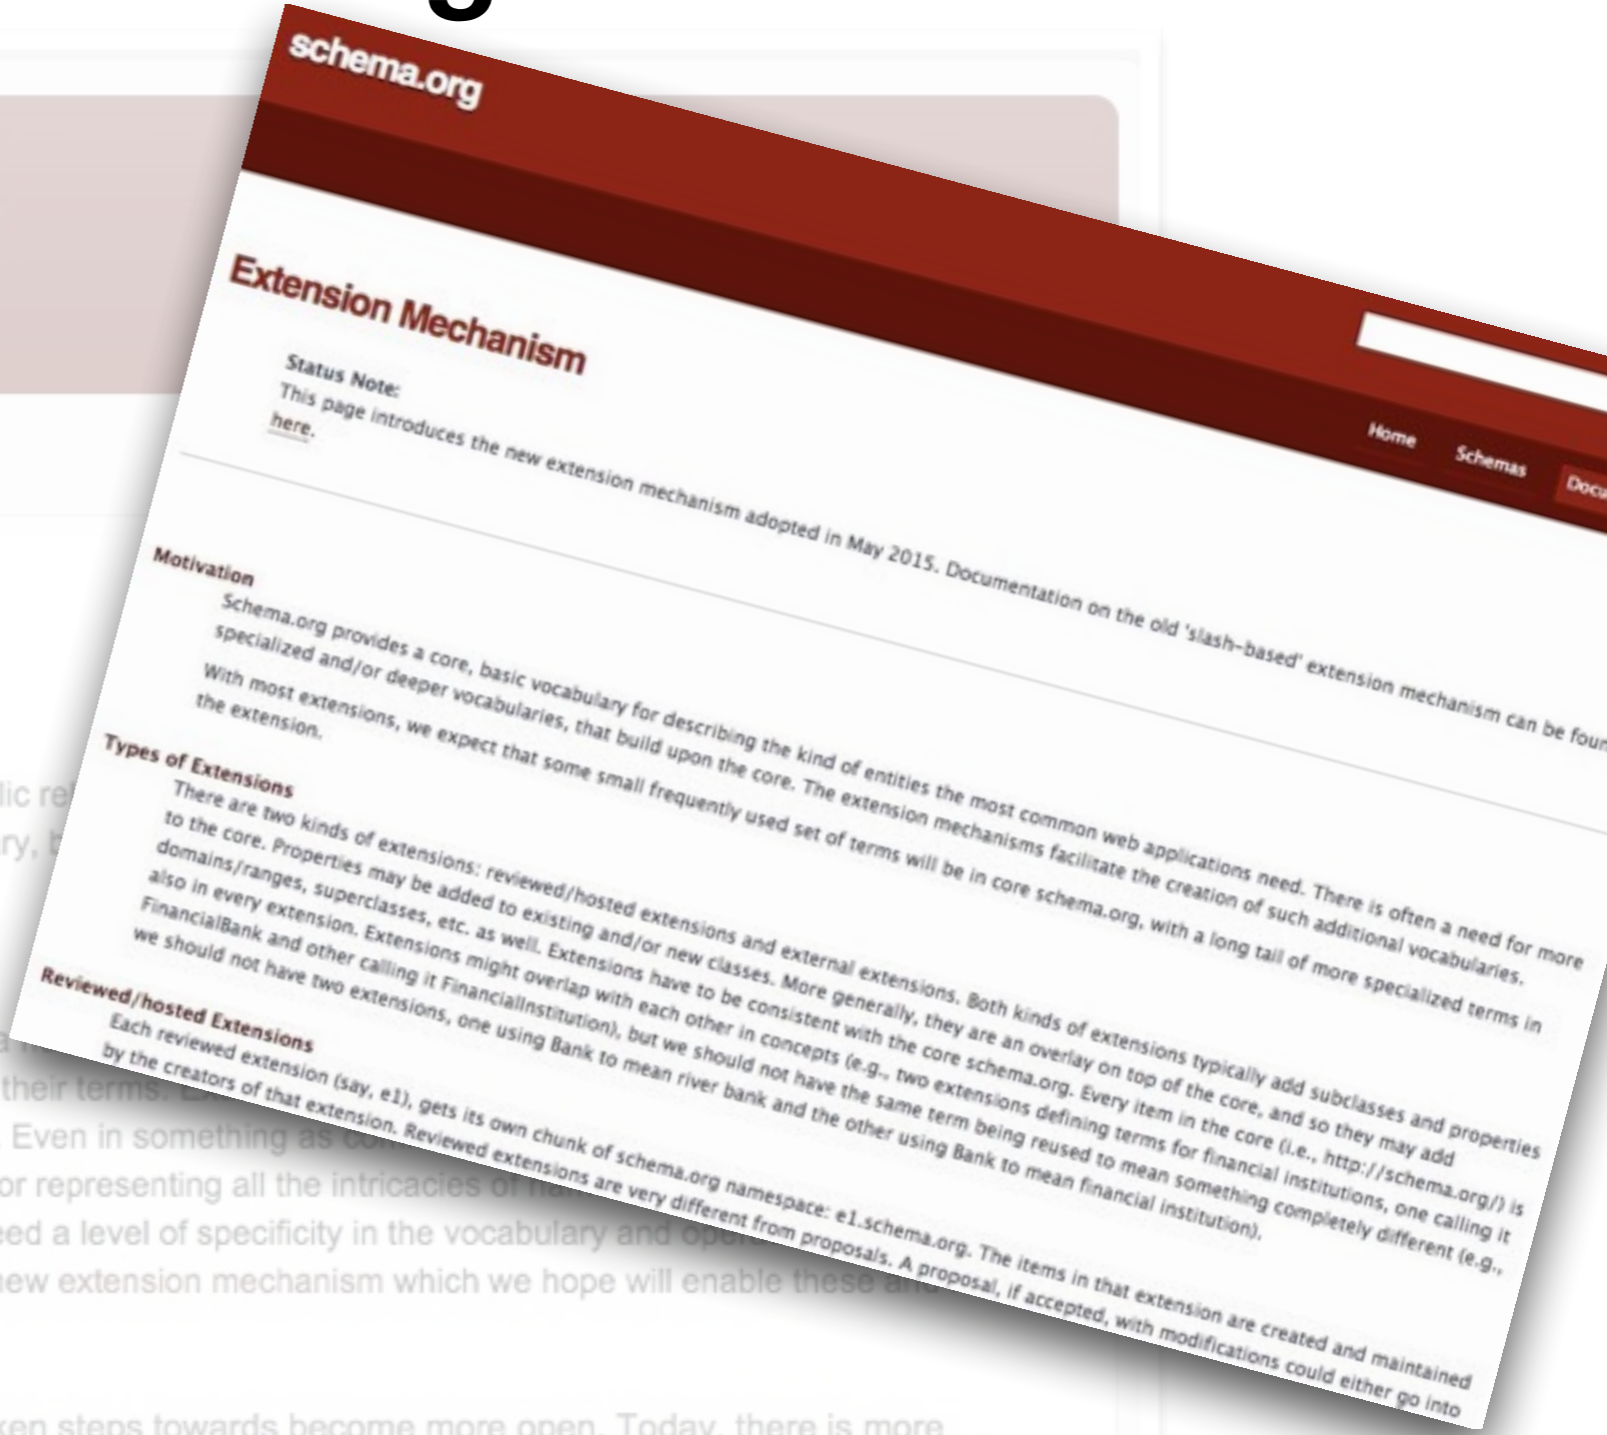 schema.org
Home Schemas
Extension Mechanism
Status Note:
This page introduces the new extension mechanism adopted in May 2015. Documentation on the old 'slash-based' extension mechanism can be
here.
Motivation
Schema.org provides a core, basic vocabulary for describing the kind of entities the most common web applications need. There is often a need for more
specialized and/or deeper vocabularies, that build upon the core. The extension mechanisms facilitate the creation of such additional vocabularies.
With most extensions, we expect that some small frequently used set of terms will be in core schema.org, with a long tail of more specialized terms in
the extension.
Types of Extensions
There are two kinds of extensions: reviewed/hosted extensions and external extensions. Both kinds of extensions typically add subclasses and properties
to the core. Properties may be added to existing and/or new classes. More generally, they are an overlay on top of the core, and so they may add
domains/ranges, superclasses, etc. as well. Extensions have to be consistent with the core schema.org. Every item in the core (i.e., http://schema.org/) is
also in every extension. Extensions might overlap with each other in concepts (e.g., two extensions defining terms for financial institutions, one calling it
FinancialBank and other calling it FinancialInstitution), but we should not have the same term being reused to mean something completely different (e.g.,
we should not have two extensions, one using Bank to mean river bank and the other using Bank to mean financial institution).
Reviewed/hosted Extensions
Each reviewed extension (say, e1), gets its own chunk of schema.org namespace: e1.schema.org. The items in that extension are created and maintained
by the creators of that extension. Reviewed extensions are very different from proposals. A proposal, if accepted, with modifications could either go into
their terms.
Even in something as
or representing all the intricacies of
a level of specificity in the vocabulary and
new extension mechanism which we hope will enable these and
steps towards become more open. Today, there is more